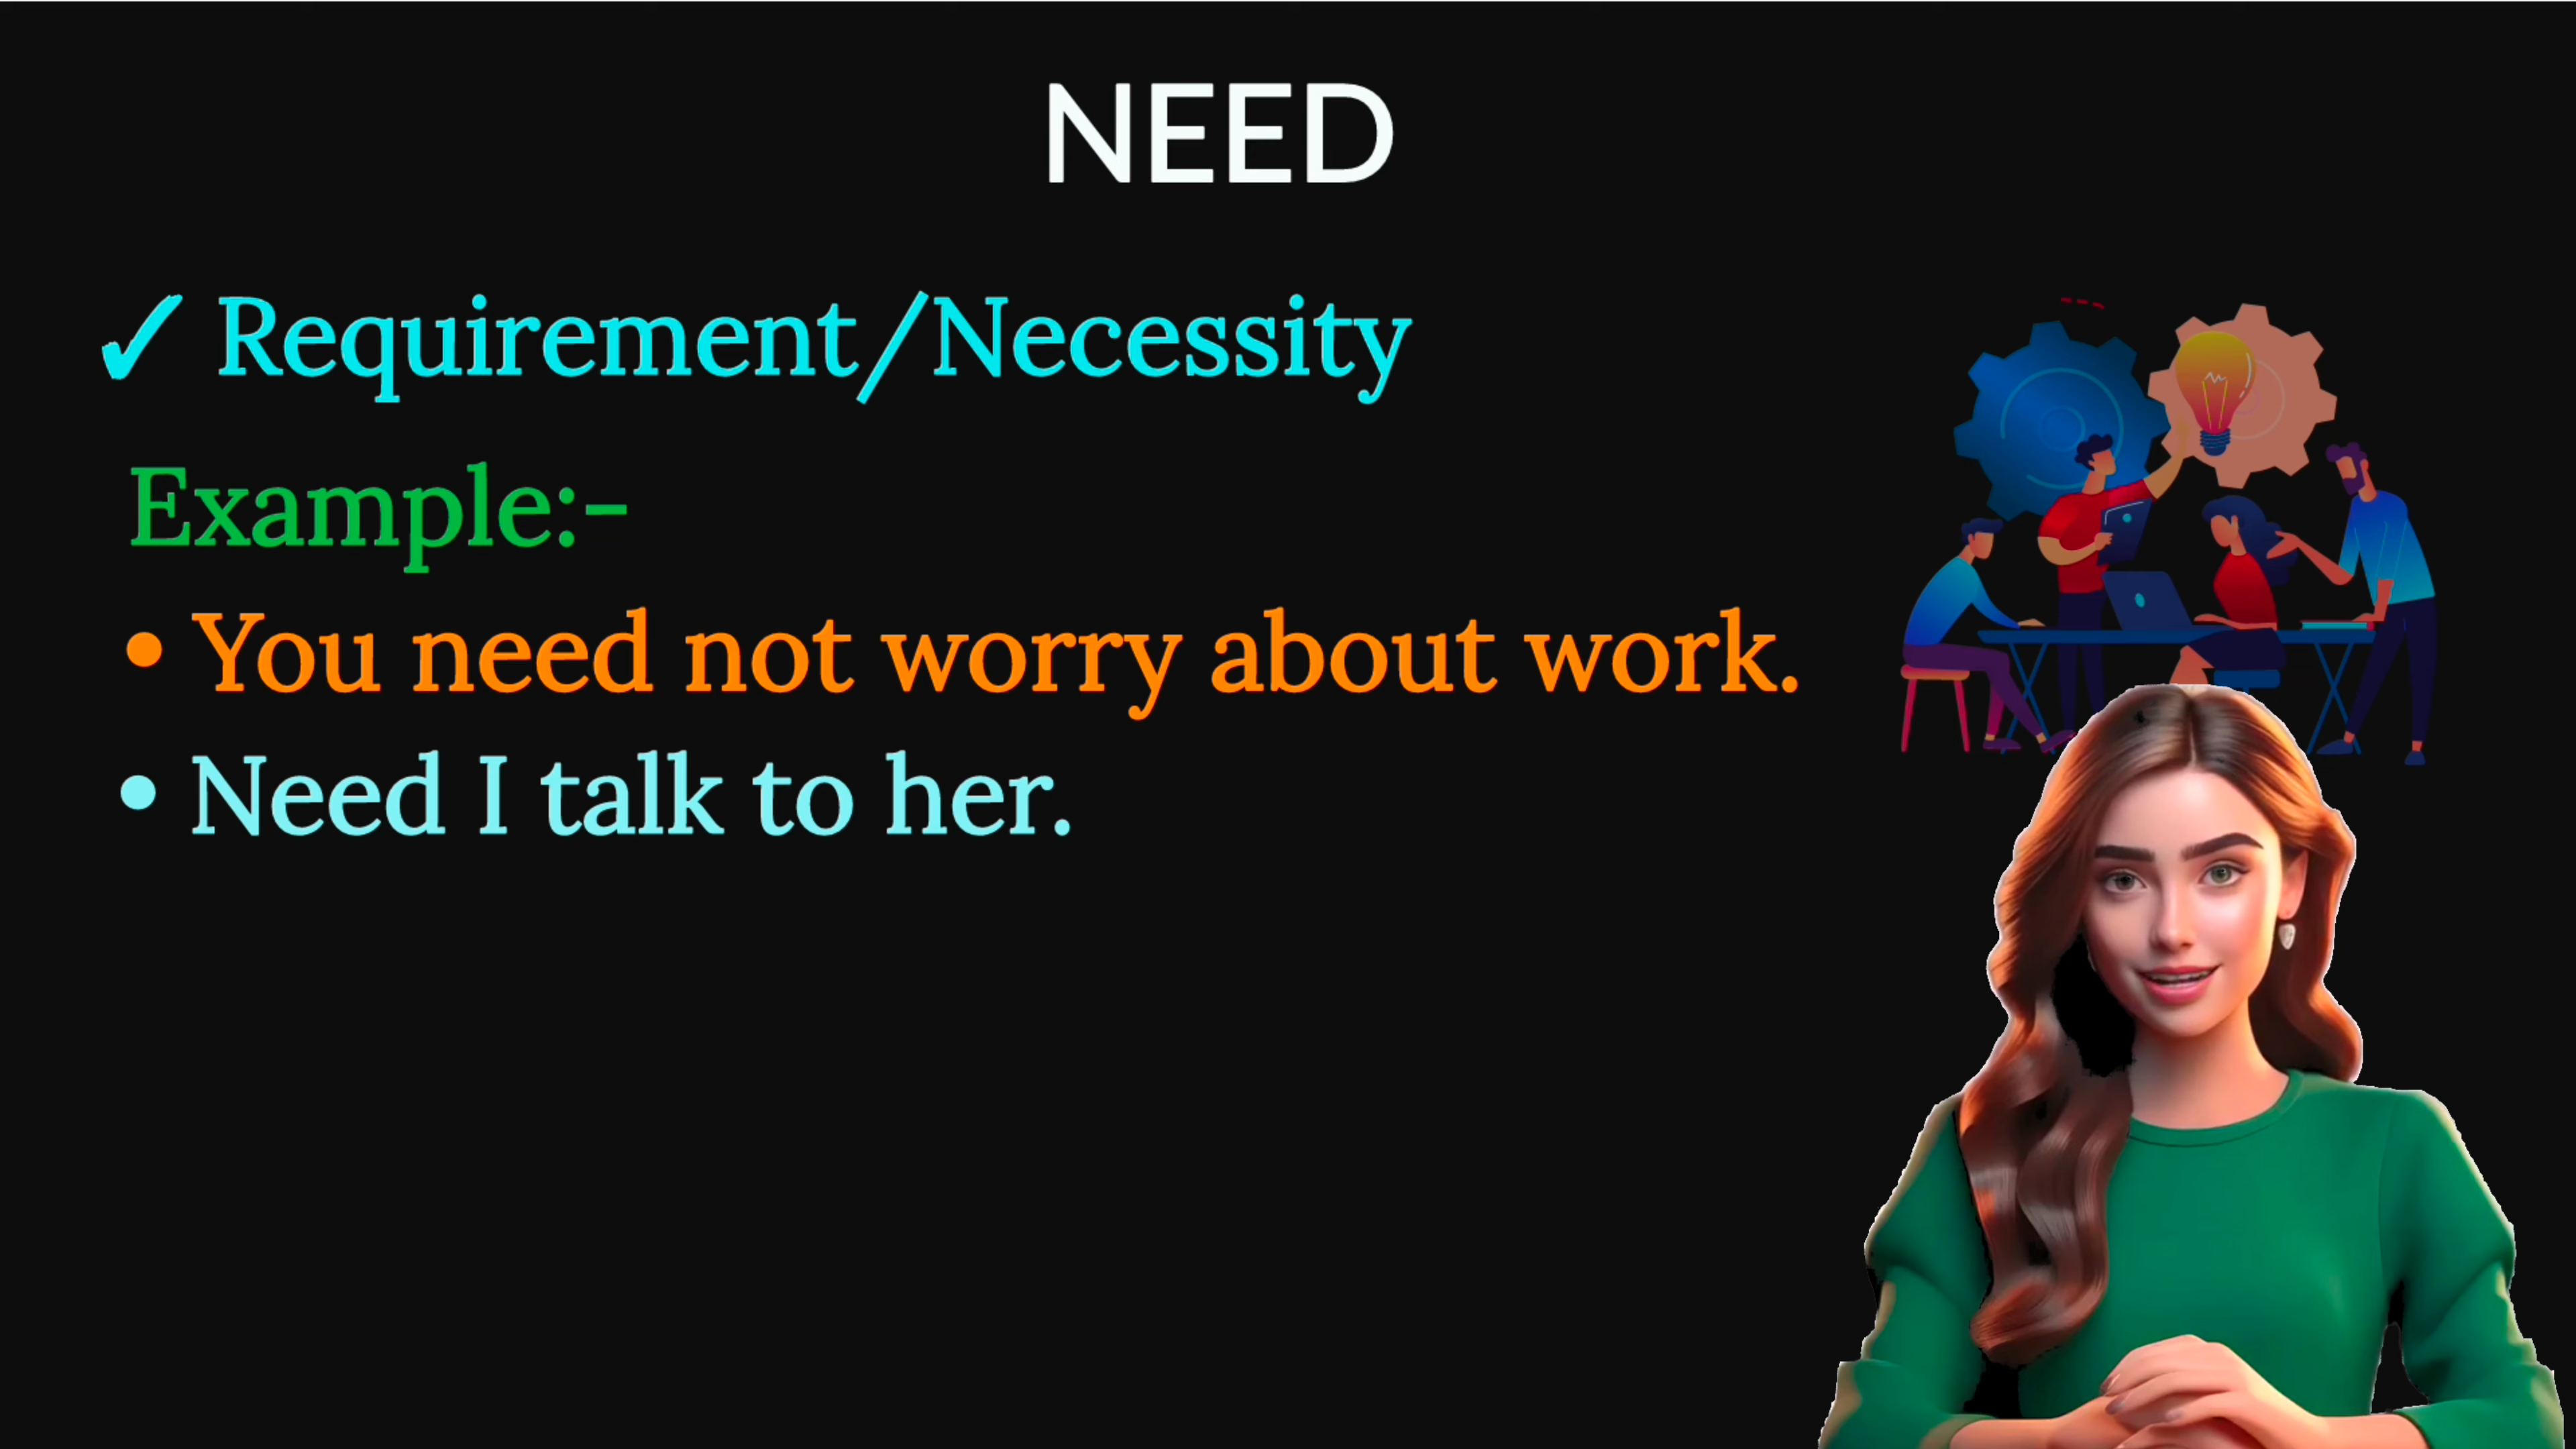 NEED
✓ Requirement/Necessity
Example:-
• You need not worry about work.
• Need I talk to her.